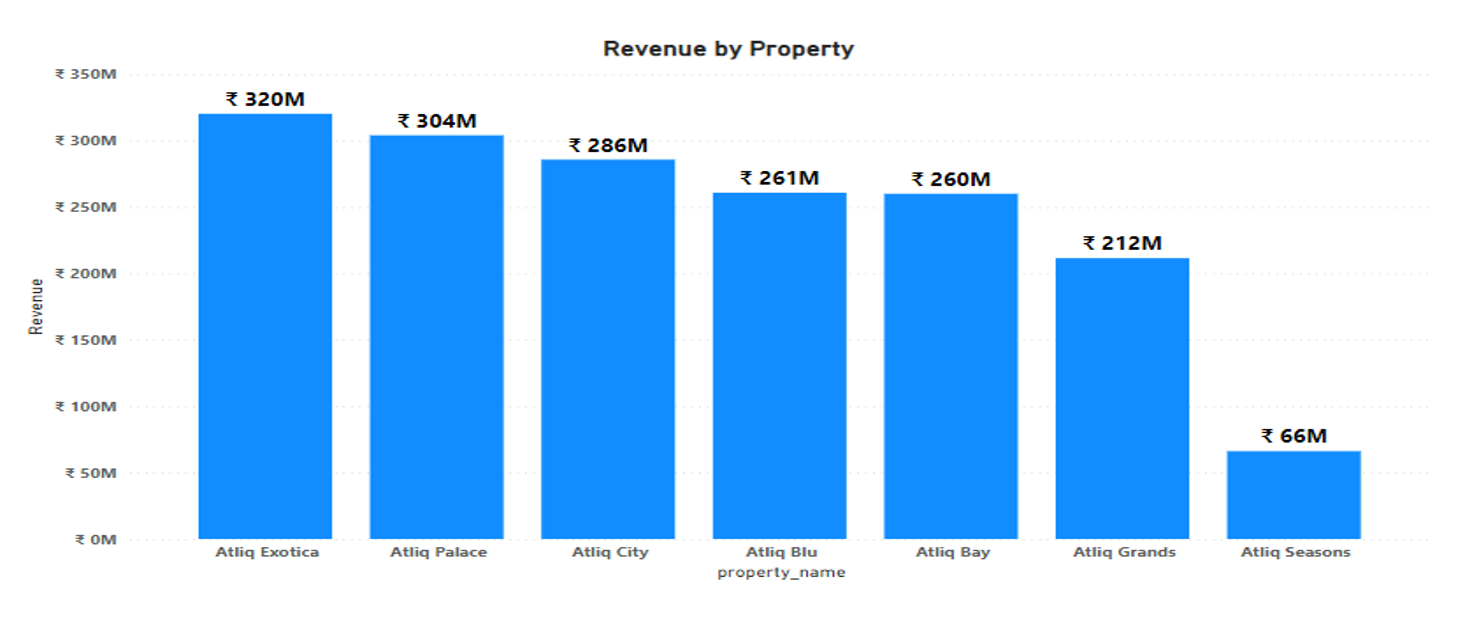 Revenue by Property
₹ 350M
₹ 300M
₹ 250M
₹ 200M
₹ 150M
₹ 100M
₹ 50M
₹ 0M
Revenue
₹ 320M
₹ 304M
₹ 286M
₹ 261M
₹ 260M
₹ 212M
₹ 66M
Atliq Exotica
Atliq Palace
Atliq City
Atliq Blu
Atliq Bay
Atliq Grands
Atliq Seasons
property_name